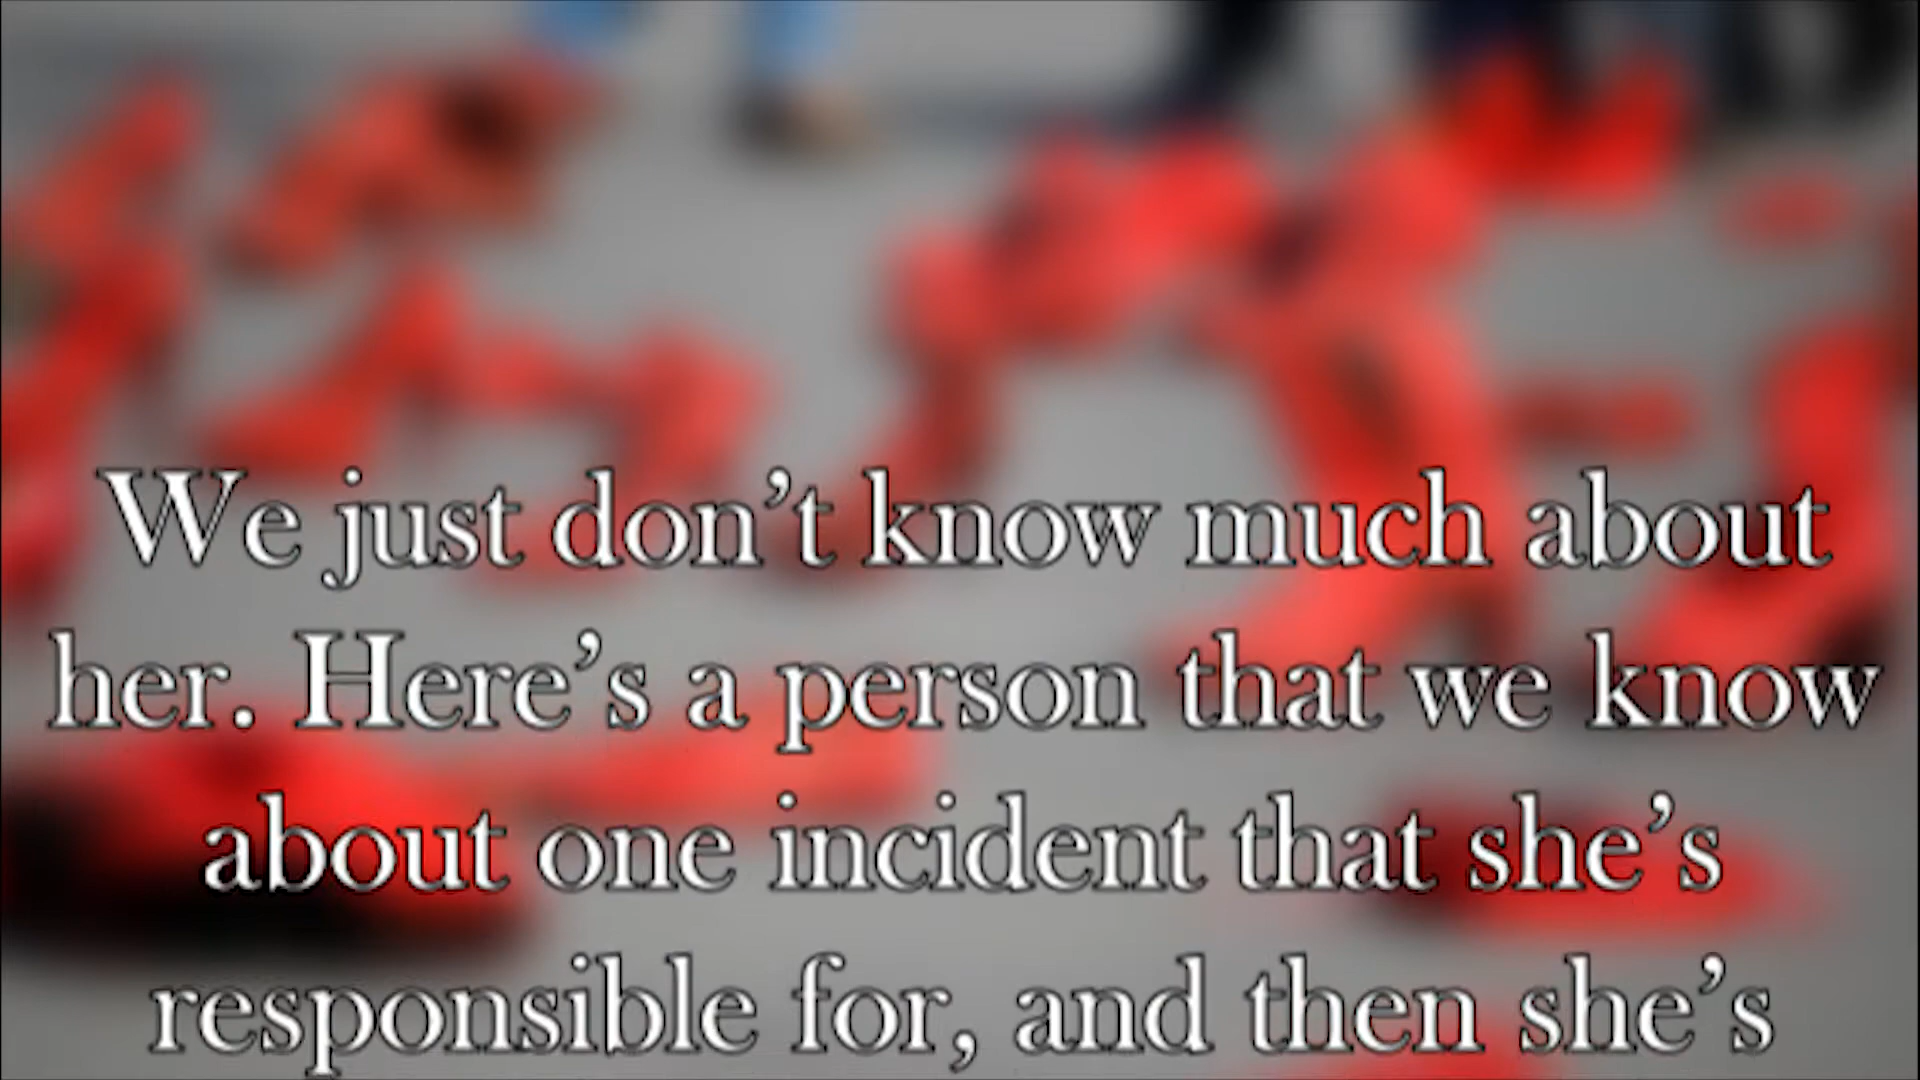 We just don’t know much about
her. Here’s a person that we know
about one incident that she’s
responsible for, and then she’s